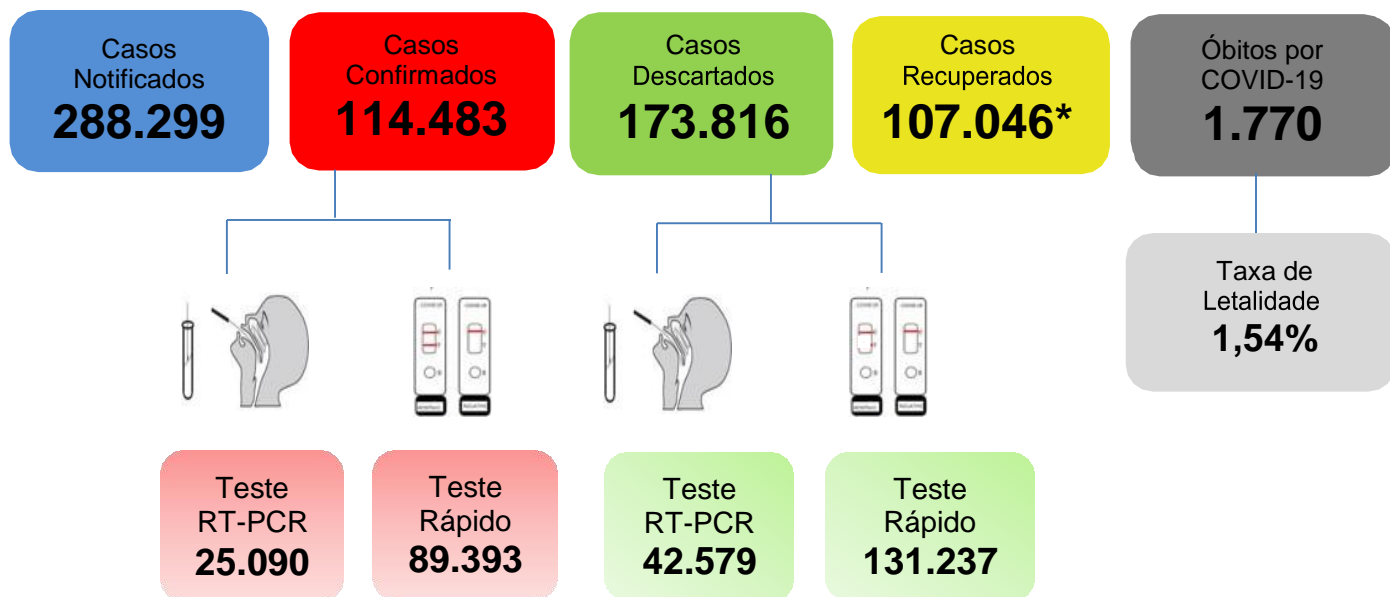 Casos
Notificados
288.299
Casos
Confirmados
114.483
Casos
Descartados
173.816
Casos
Recuperados
107.046*
Óbitos por
COVID-19
1.770
Taxa de
Letalidade
1,54%
Teste
RT-PCR
25.090
Teste
Rápido
89.393
Teste
RT-PCR
42.579
Teste
Rápido
131.237